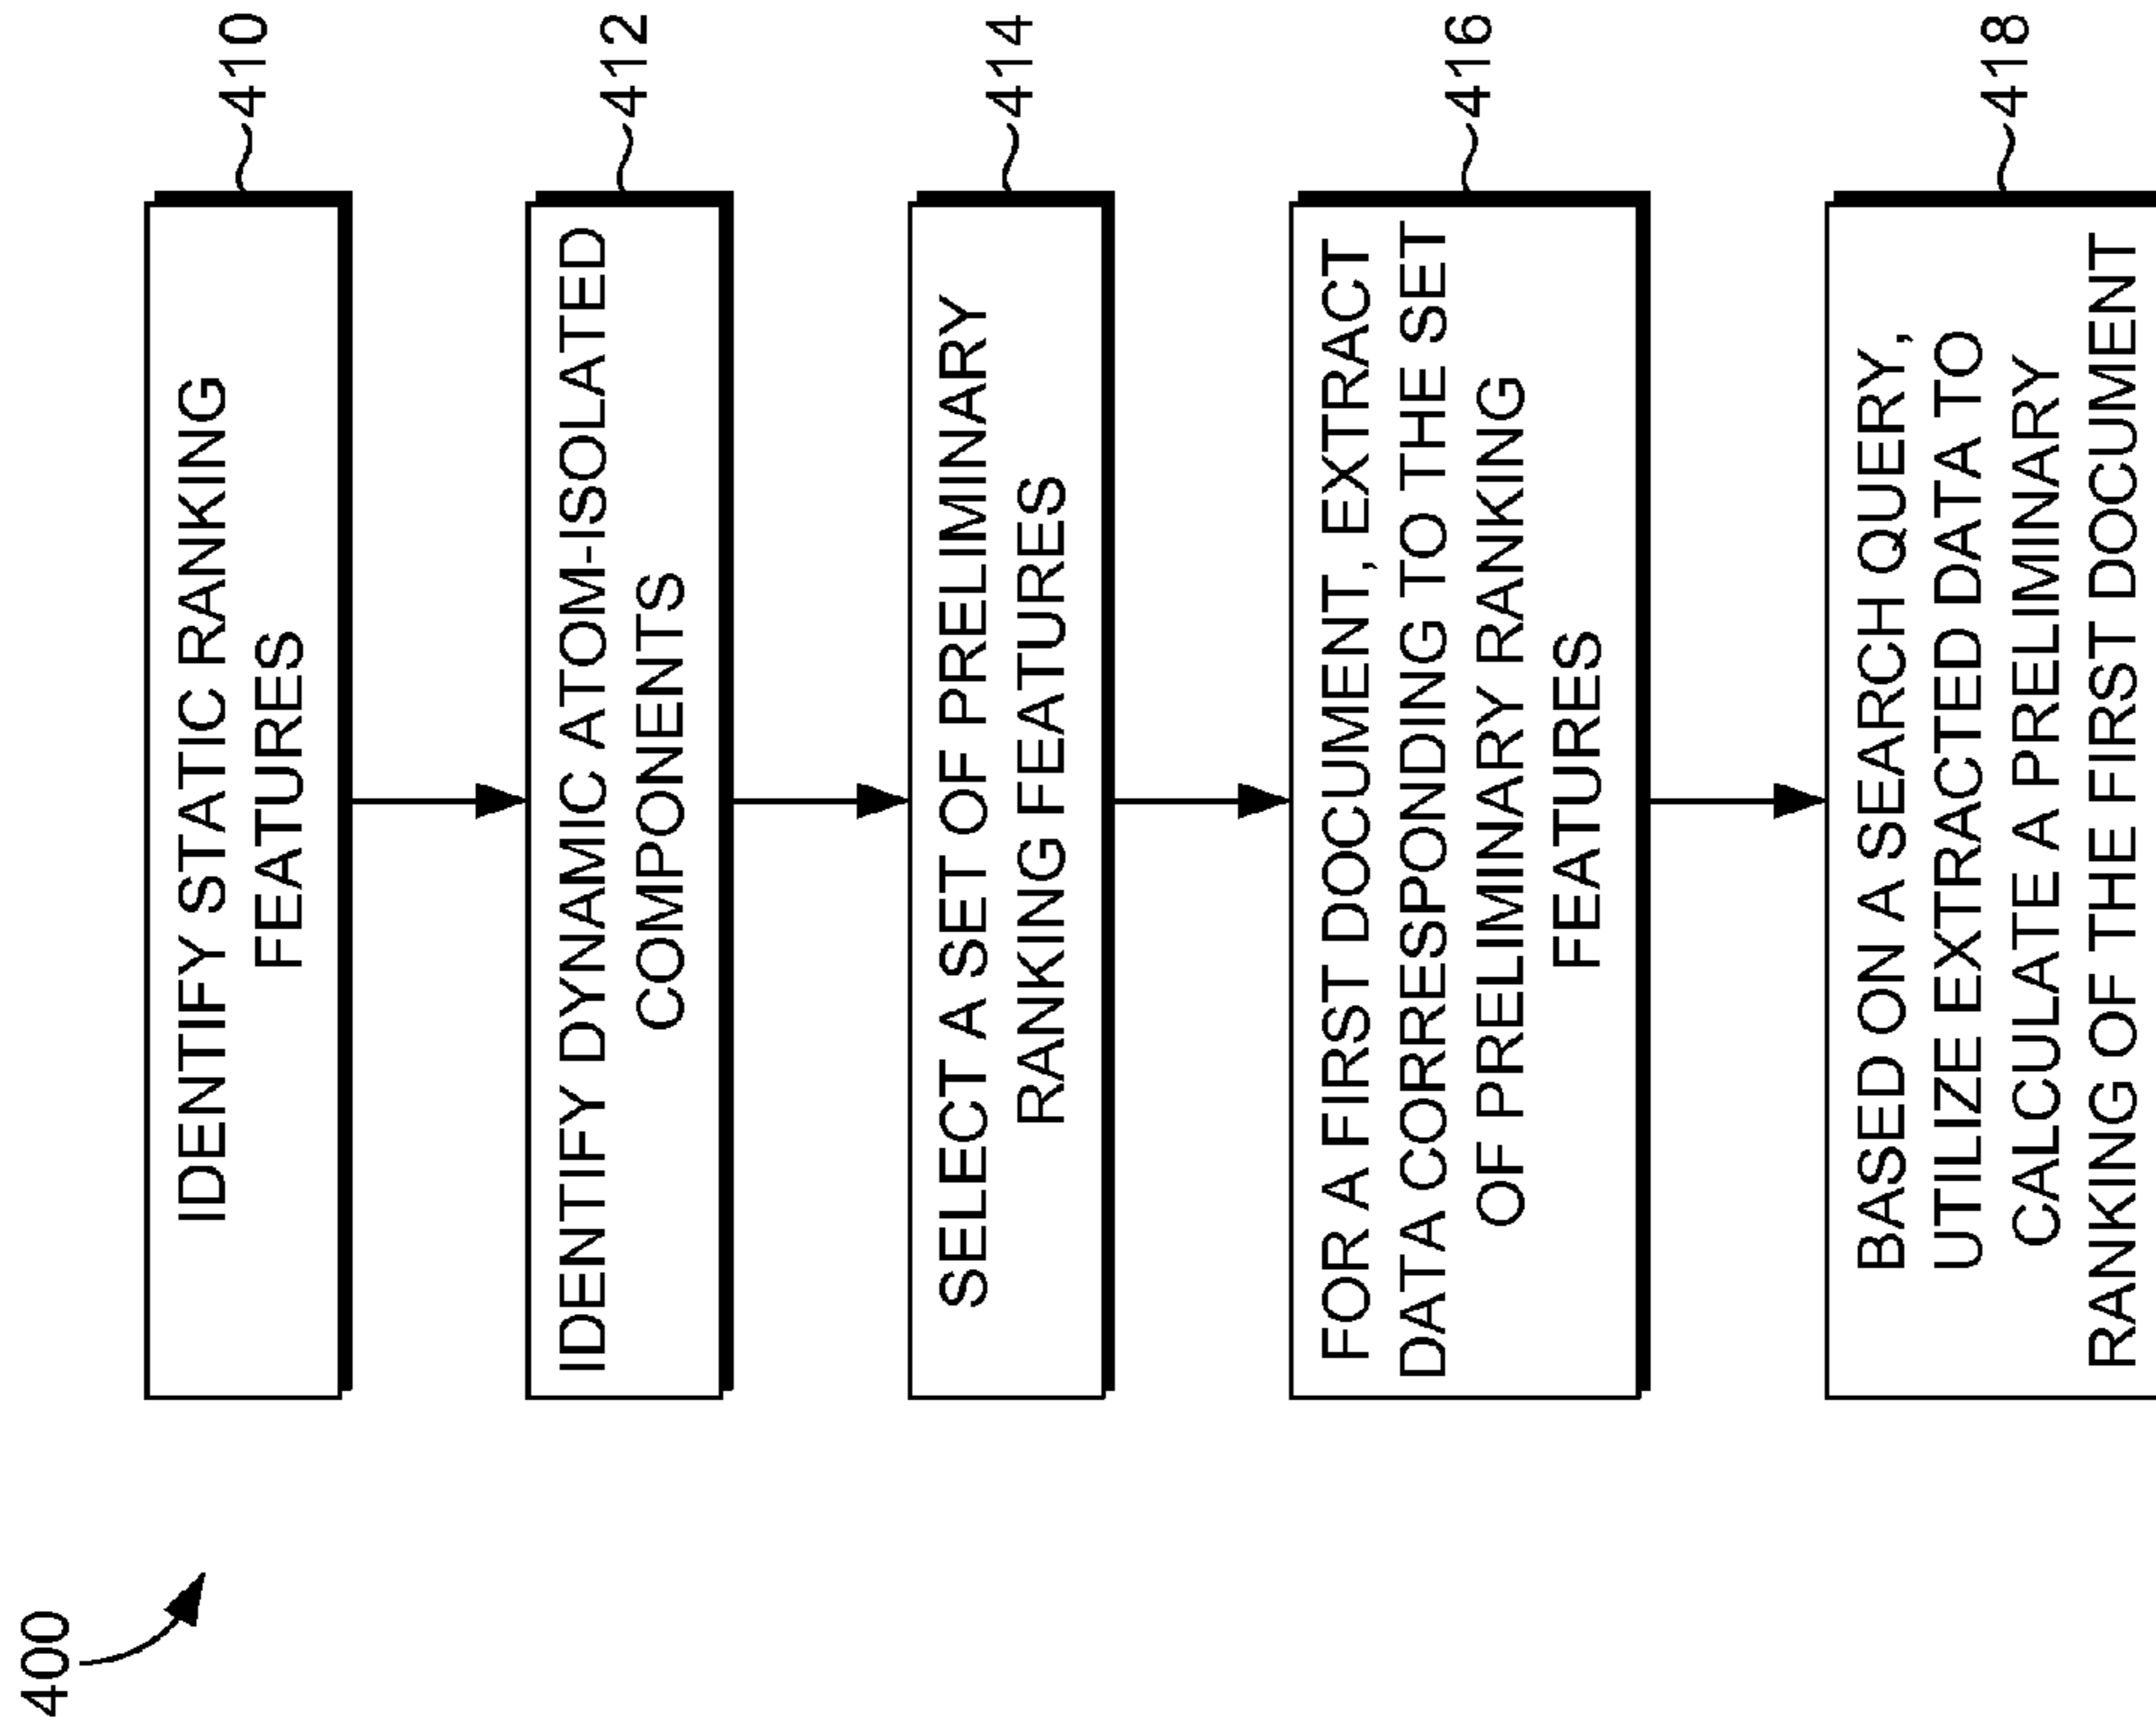 400
IDENTIFY STATIC RANKING
FEATURES
410
IDENTIFY DYNAMIC ATOM-ISOLATED
COMPONENTS
412
SELECT A SET OF PRELIMINARY
RANKING FEATURES
414
FOR A FIRST DOCUMENT, EXTRACT
DATA CORRESPONDING TO THE SET
OF PRELIMINARY RANKING
FEATURES
416
BASED ON A SEARCH QUERY,
UTILIZE EXTRACTED DATA TO
CALCULATE A PRELIMINARY
RANKING OF THE FIRST DOCUMENT
418